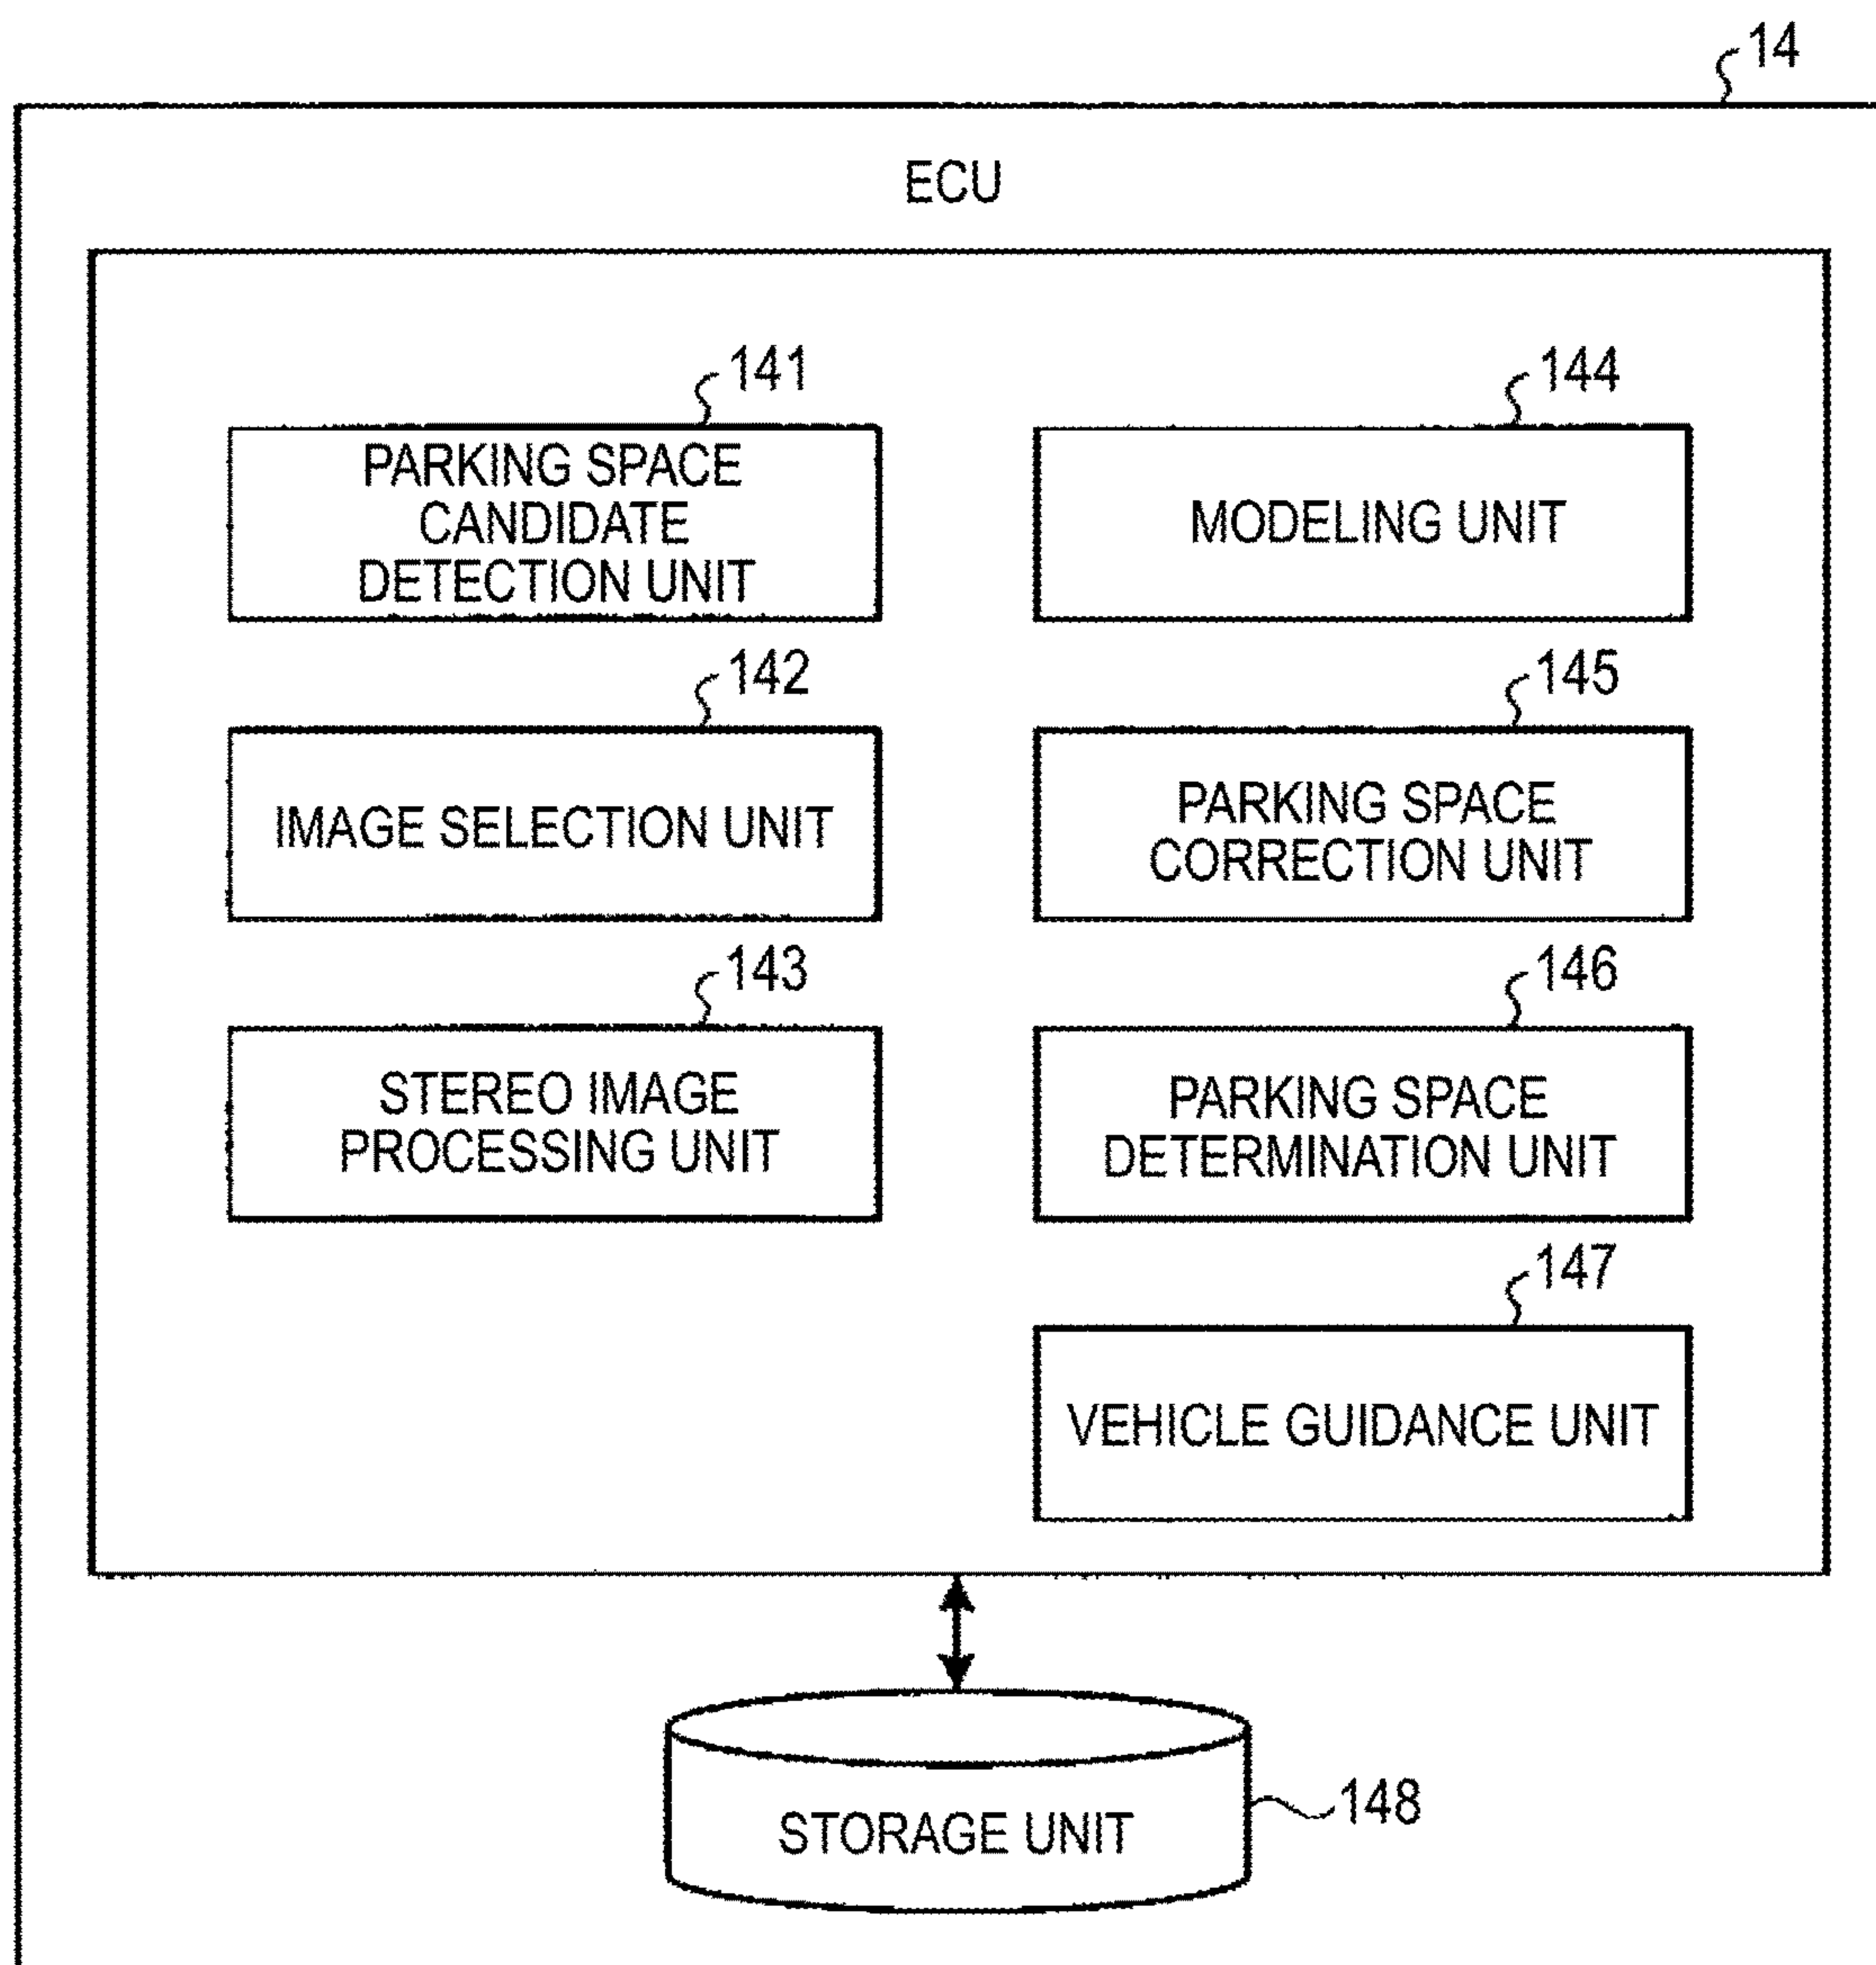 14
ECU
141
PARKING SPACE
CANDIDATE
DETECTION UNIT
144
MODELING UNIT
142
IMAGE SELECTION UNIT
145
PARKING SPACE
CORRECTION UNIT
143
STEREO IMAGE
PROCESSING UNIT
146
PARKING SPACE
DETERMINATION UNIT
147
VEHICLE GUIDANCE UNIT
STORAGE UNIT
148